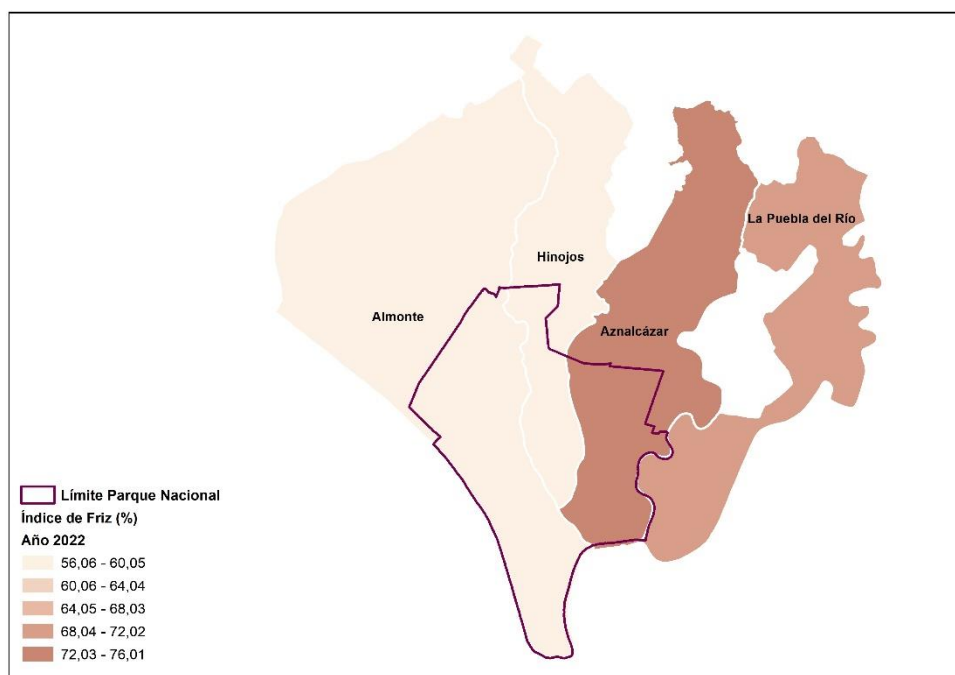 La Puebla del Río
Hinojos
Almonte
Aznalcázar
Límite Parque Nacional
Índice de Friz (%)
Año 2022
56,06 - 60,05
60,06 - 64,04
64,05 - 68,03
68,04 - 72,02
72,03 - 76,01